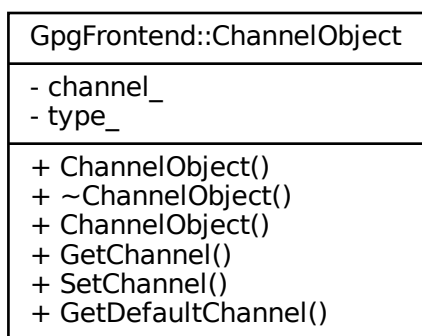 GpgFrontend::ChannelObject
- channel_
- type_
+ ChannelObject()
+ ~ChannelObject()
+ ChannelObject()
+ GetChannel()
+ SetChannel()
+ GetDefaultChannel()